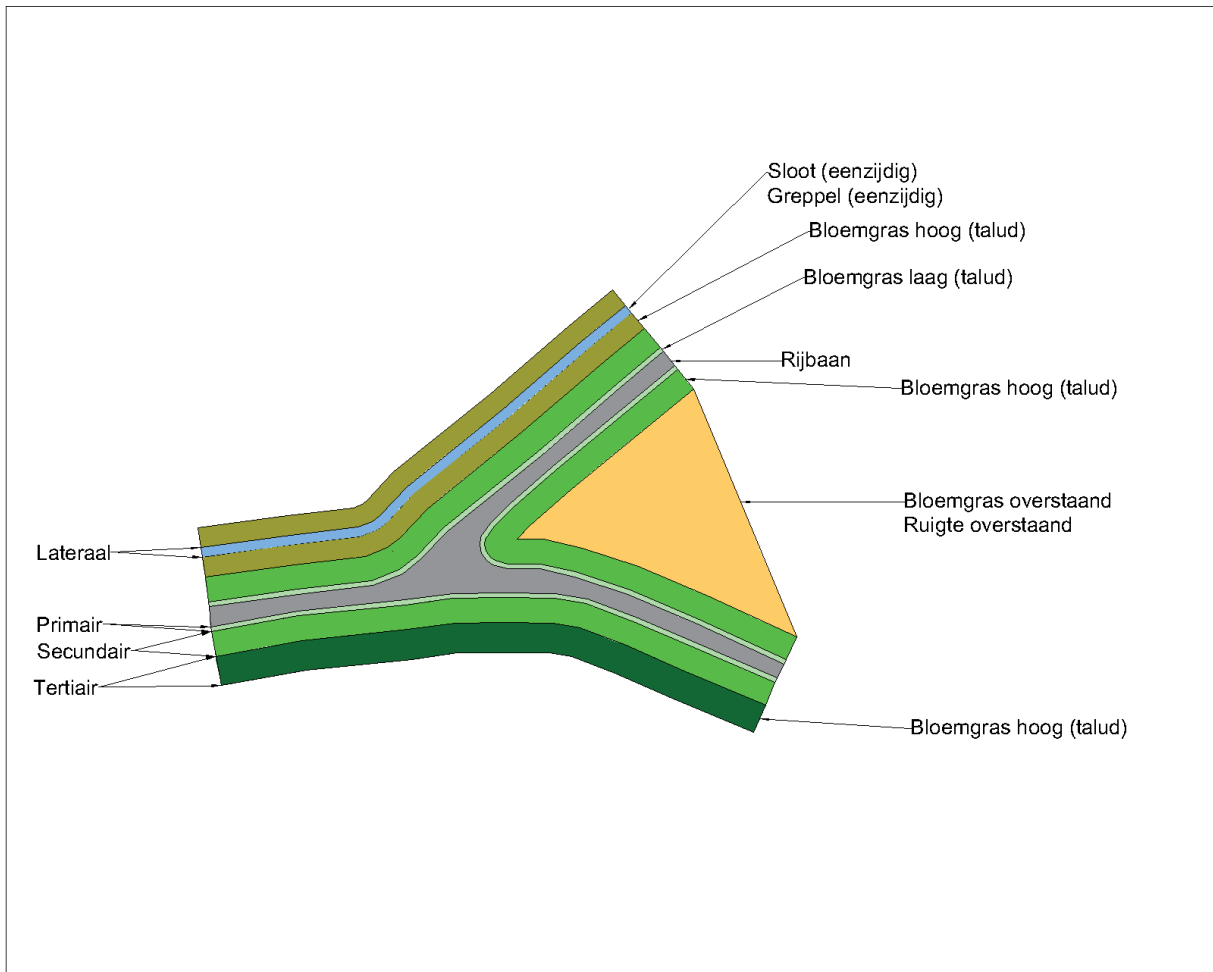 Sloot (eenzijdig)
Greppel (eenzijdig)
Bloemgras hoog (talud)
Bloemgras laag (talud)
Rijbaan
Bloemgras hoog (talud)
Bloemgras overstaand
Ruigte overstaand
Lateraal
Primair
Secundair
Tertiair
Bloemgras hoog (talud)